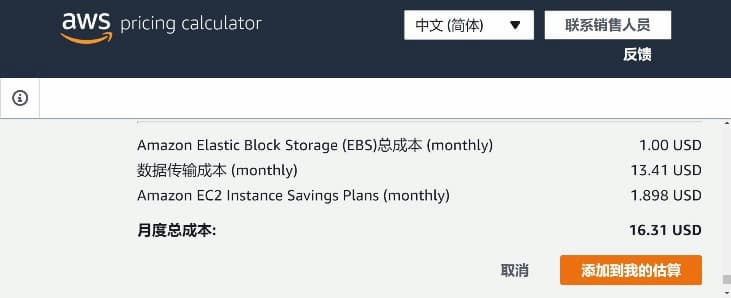 aws pricing calculator
中文 (简体)
联系销售人员
反馈
Amazon Elastic Block Storage (EBS)总成本 (monthly) 1.00 USD
数据传输成本 (monthly) 13.41 USD
Amazon EC2 Instance Savings Plans (monthly) 1.898 USD
月度总成本: 16.31 USD
取消 添加到我的估算